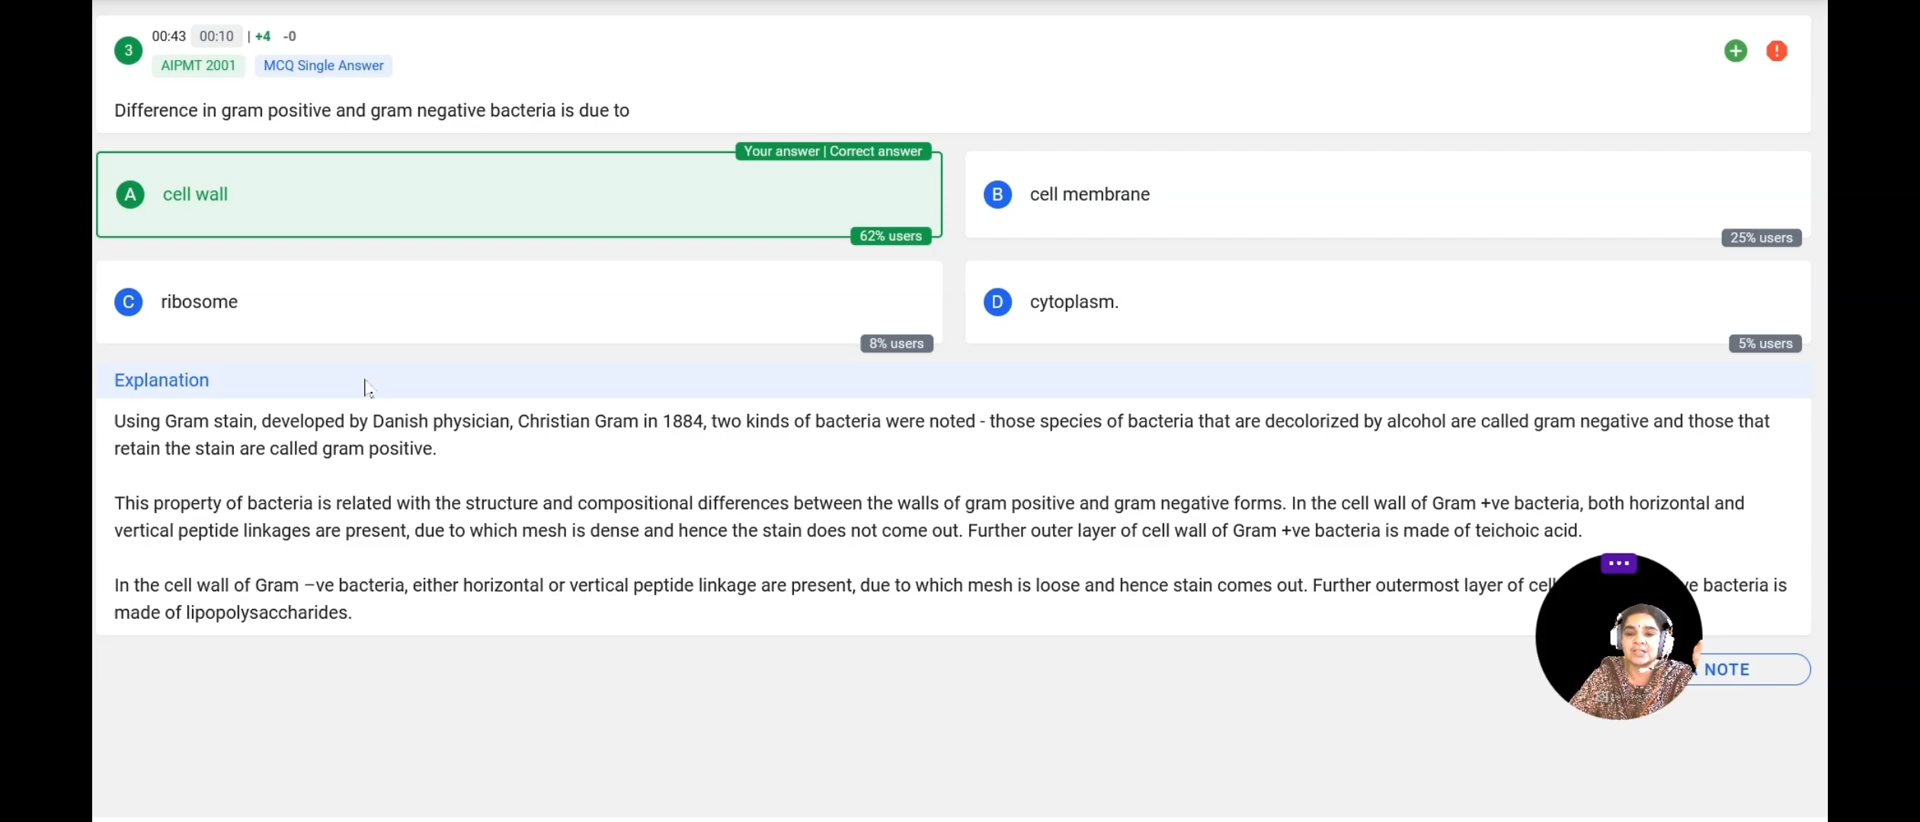 3
00:43 00:10 | +4 -0
AIPMT 2001 MCQ Single Answer
Difference in gram positive and gram negative bacteria is due to
Your answer | Correct answer
A cell wall
62% users
B cell membrane
25% users
C ribosome
8% users
D cytoplasm.
5% users
Explanation
Using Gram stain, developed by Danish physician, Christian Gram in 1884, two kinds of bacteria were noted - those species of bacteria that are decolorized by alcohol are called gram negative and those that
retain the stain are called gram positive.
This property of bacteria is related with the structure and compositional differences between the walls of gram positive and gram negative forms. In the cell wall of Gram +ve bacteria, both horizontal and
vertical peptide linkages are present, due to which mesh is dense and hence the stain does not come out. Further outer layer of cell wall of Gram +ve bacteria is made of teichoic acid.
In the cell wall of Gram –ve bacteria, either horizontal or vertical peptide linkage are present, due to which mesh is loose and hence stain comes out. Further outermost layer of bacteria is
made of lipopolysaccharides.
NOTE